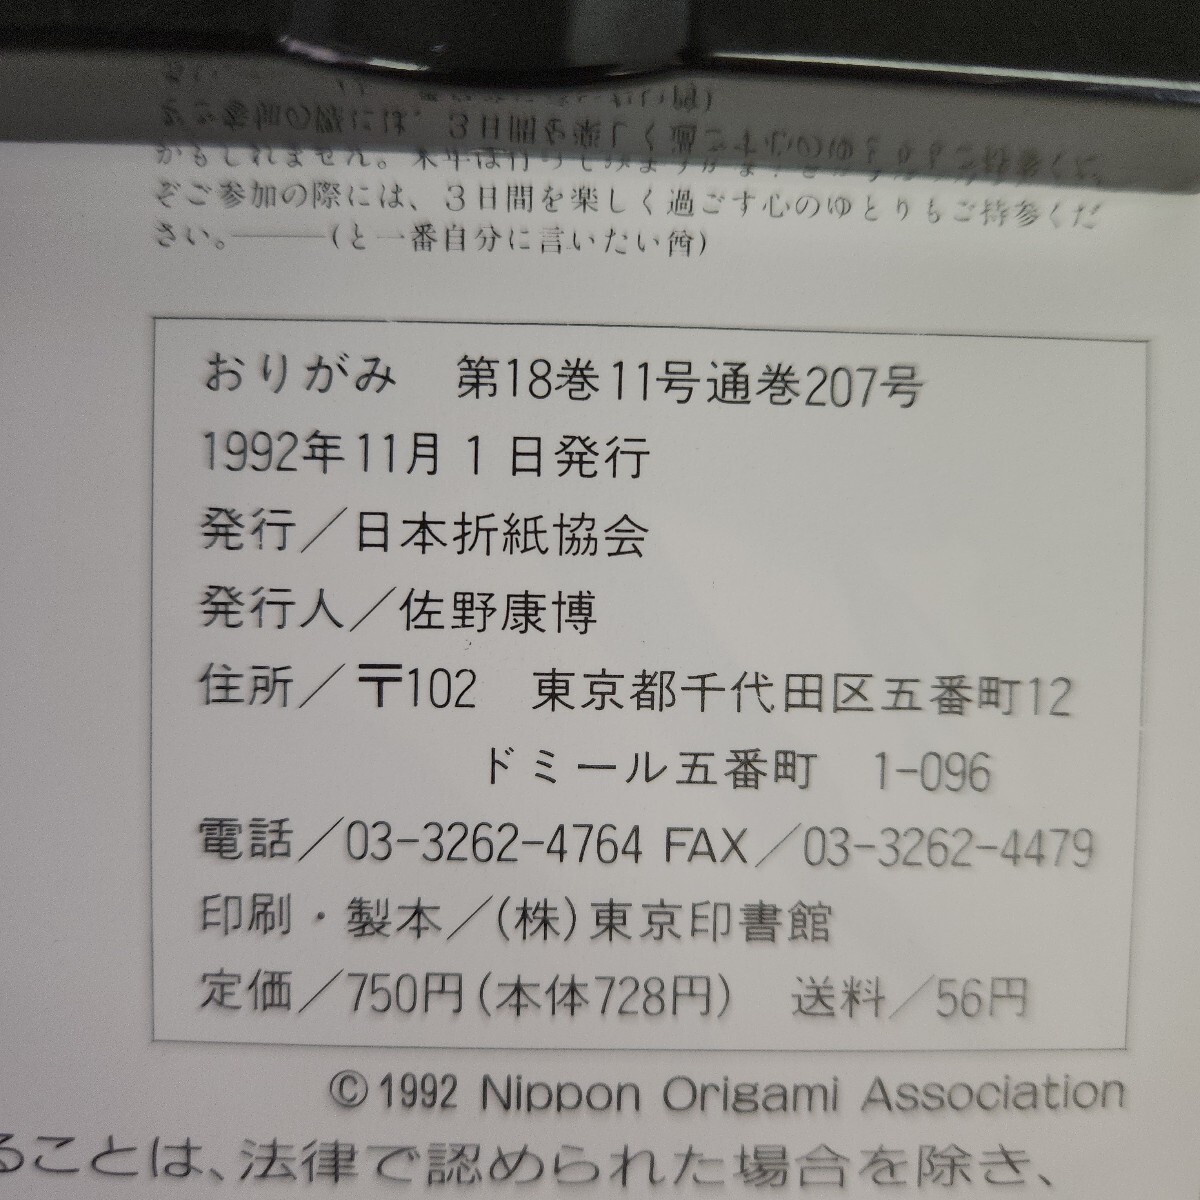 かもしれません。
ぞご参加の際には、3日間を楽しく過ごす心のゆとりもご持参くだ
さい。――(と一番自分に言いたい
おりがみ　第18巻11号通巻207号
1992年11月1日発行
発行／日本折紙協会
発行人／佐野康博
住所／〒102　東京都千代田区五番町12
ドミール五番町　1-096
電話／03-3262-4764 FAX／03-3262-4479
印刷・製本／(株)東京印書館
定価／750円(本体728円)　送料／56円
©1992 Nippon Origami Association
ることは、法律で認められた場合を除き、